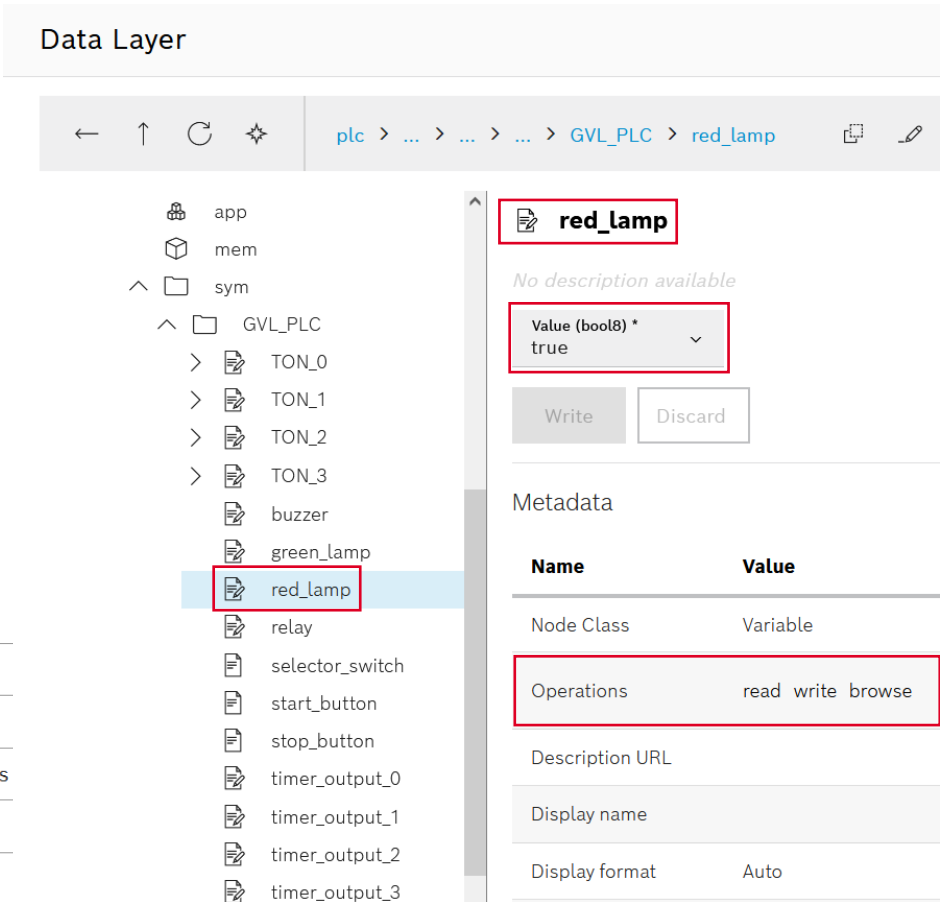 Data Layer
plc > ... > ... > ... > GVL_PLC > red_lamp
app
mem
sym
GVL_PLC
TON_0
TON_1
TON_2
TON_3
buzzer
green_lamp
red_lamp
relay
selector_switch
start_button
stop_button
timer_output_0
timer_output_1
timer_output_2
timer_output_3
s
red_lamp
No description available
Value (bool8) *
true
Write Discard
Metadata
Name Value
Node Class Variable
Operations read write browse
Description URL
Display name
Display format Auto